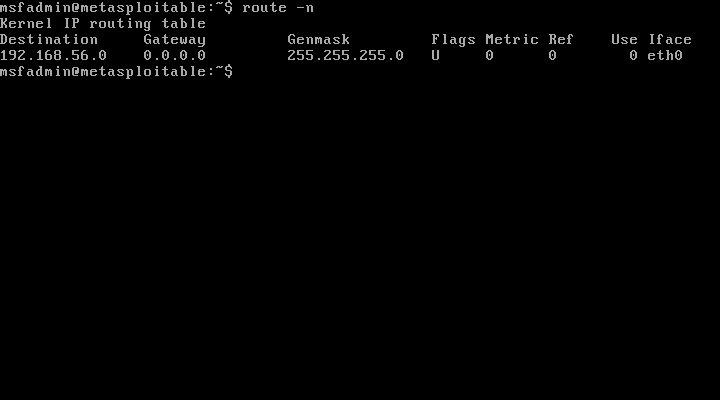 msfadmin@metasploitable:~$ route -n
Kernel IP routing table
Destination     Gateway         Genmask         Flags Metric Ref    Use Iface
192.168.56.0    0.0.0.0         255.255.255.0   U     0      0        0 eth0
msfadmin@metasploitable:~$